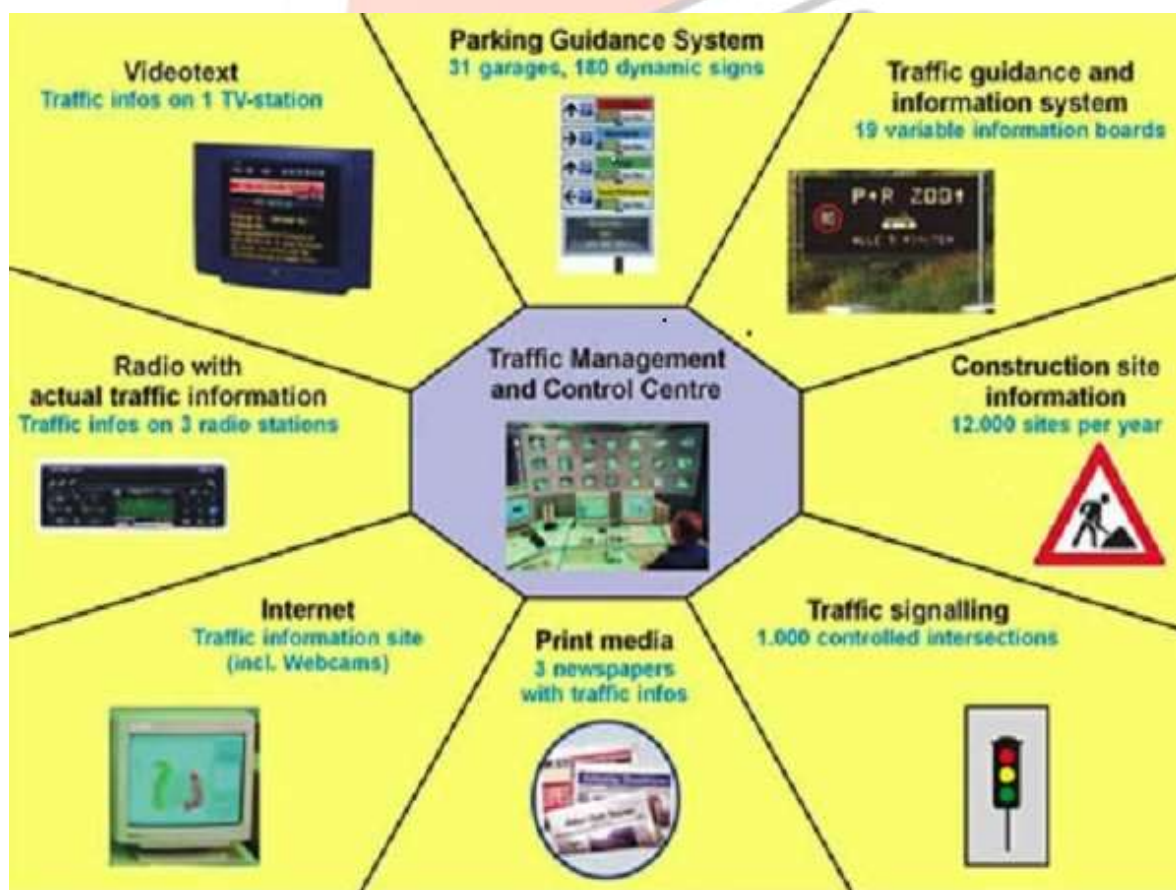 Parking Guidance System
31 garages, 180 dynamic signs
Videotext
Traffic infos on 1 TV-station
Traffic guidance and
information system
19 variable information boards
P+R ZOO↑
ALLE 5 MINUTEN
Traffic Management
and Control Centre
Radio with
actual traffic information
Traffic infos on 3 radio stations
Construction site
information
12.000 sites per year
Internet
Traffic information site
(incl. Webcams)
Print media
3 newspapers
with traffic infos
Traffic signalling
1.000 controlled intersections